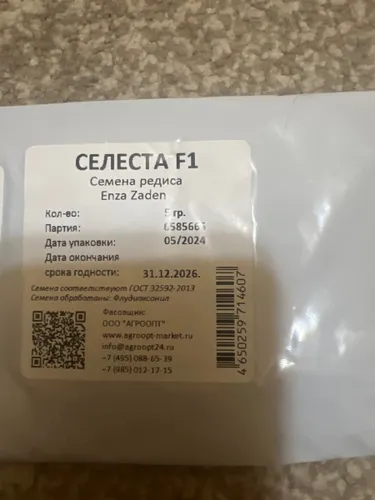 СЕЛЕСТА F1
Семена редиса
Enza Zaden
Кол-во: 5 гр.
Партия:
Дата упаковки: 05/2024
Дата окончания
срока годности: 31.12.2026.
Семена соответствуют ГОСТ 32592-2013
Семена обработаны: Флудиоксонил
Фасовщик:
ООО "АГРООПТ"
www.agroopt-market.ru
info@agroopt24.ru
+7 (495) 088-65-39
+7 (985) 012-17-15
4650259714607